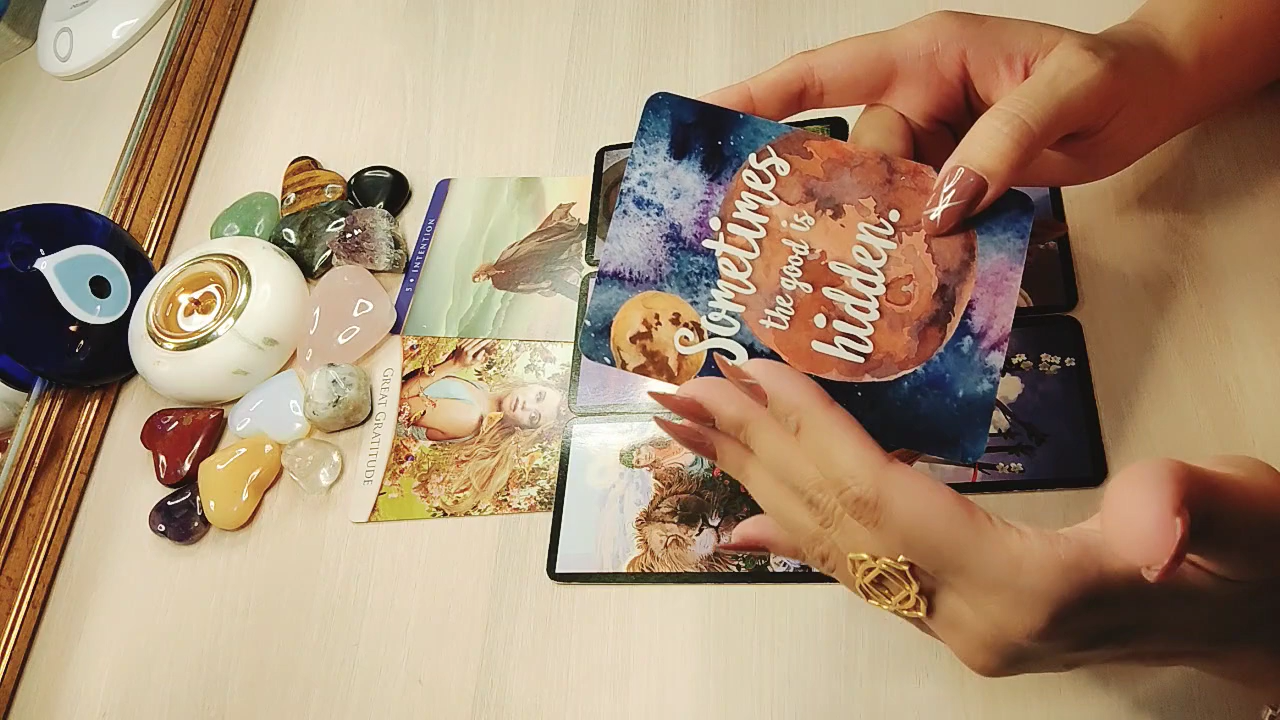 Sometimes
the good is
hidden.
5 • INTENTION
GREAT GRATITUDE